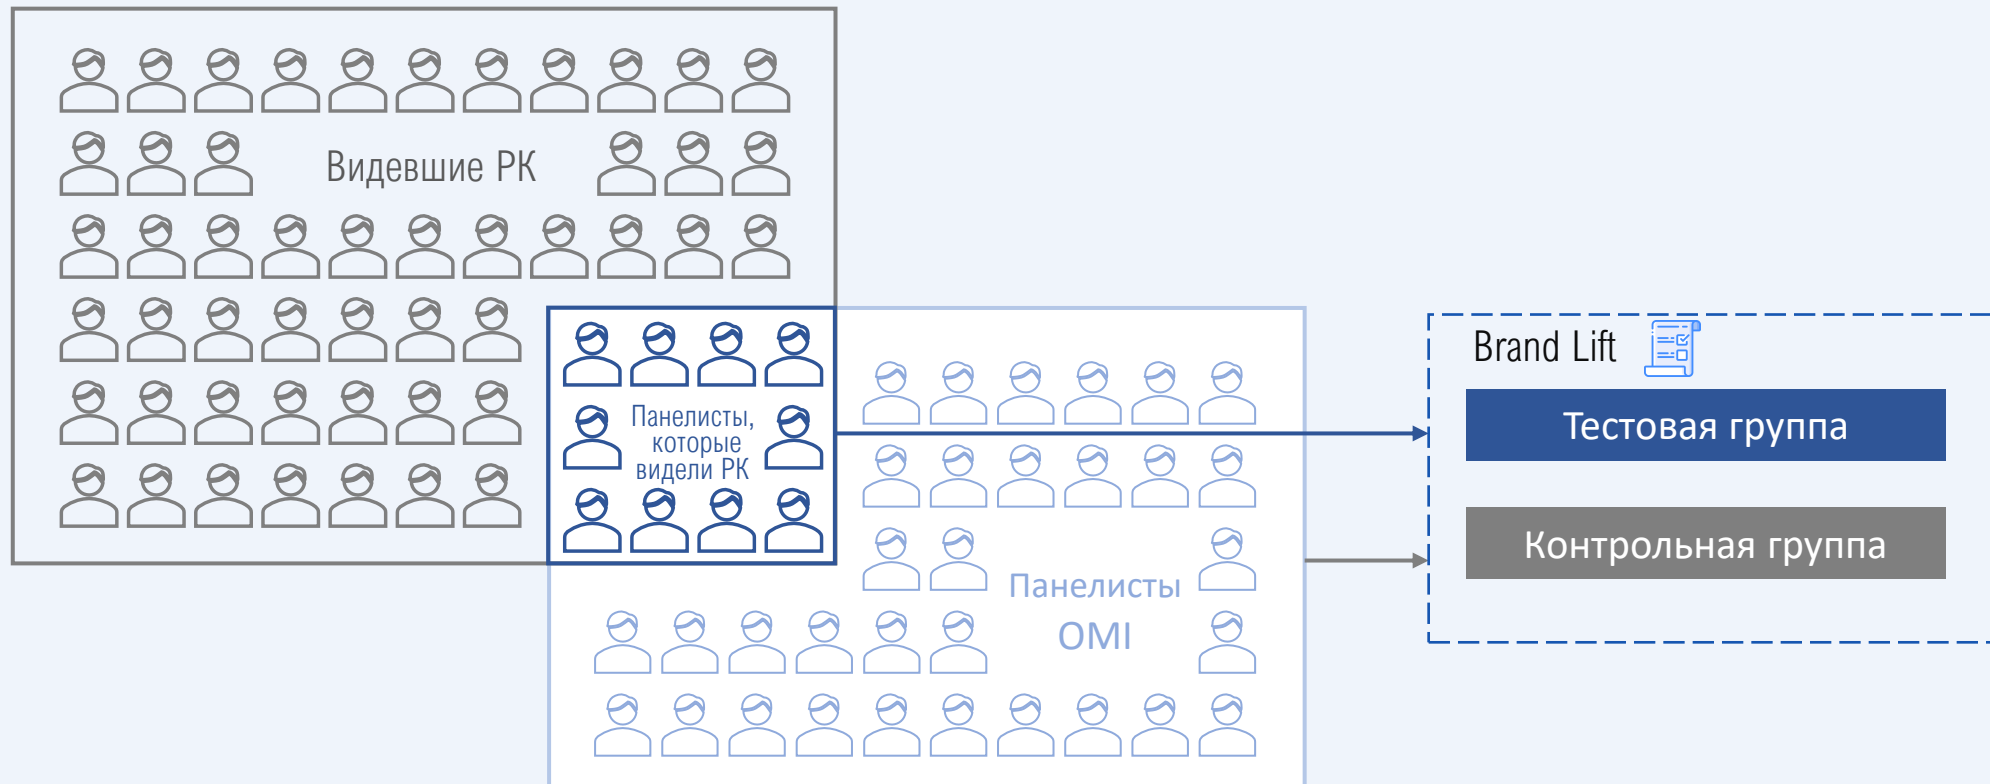 Видевшие РК
Панелисты,
которые
видели РК
Панелисты
OMI
Brand Lift
Тестовая группа
Контрольная группа